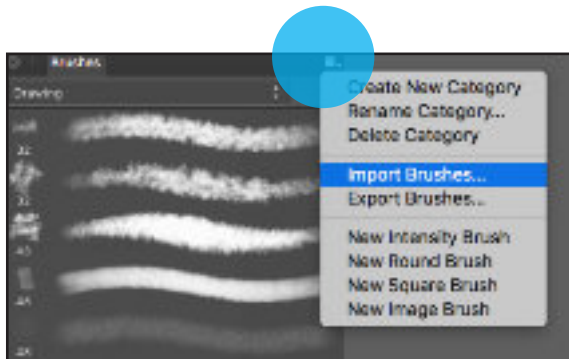 Brushes
Drawing
Create New Category
Rename Category...
Delete Category
Import Brushes...
Export Brushes...
New Intensity Brush
New Round Brush
New Square Brush
New Image Brush
32